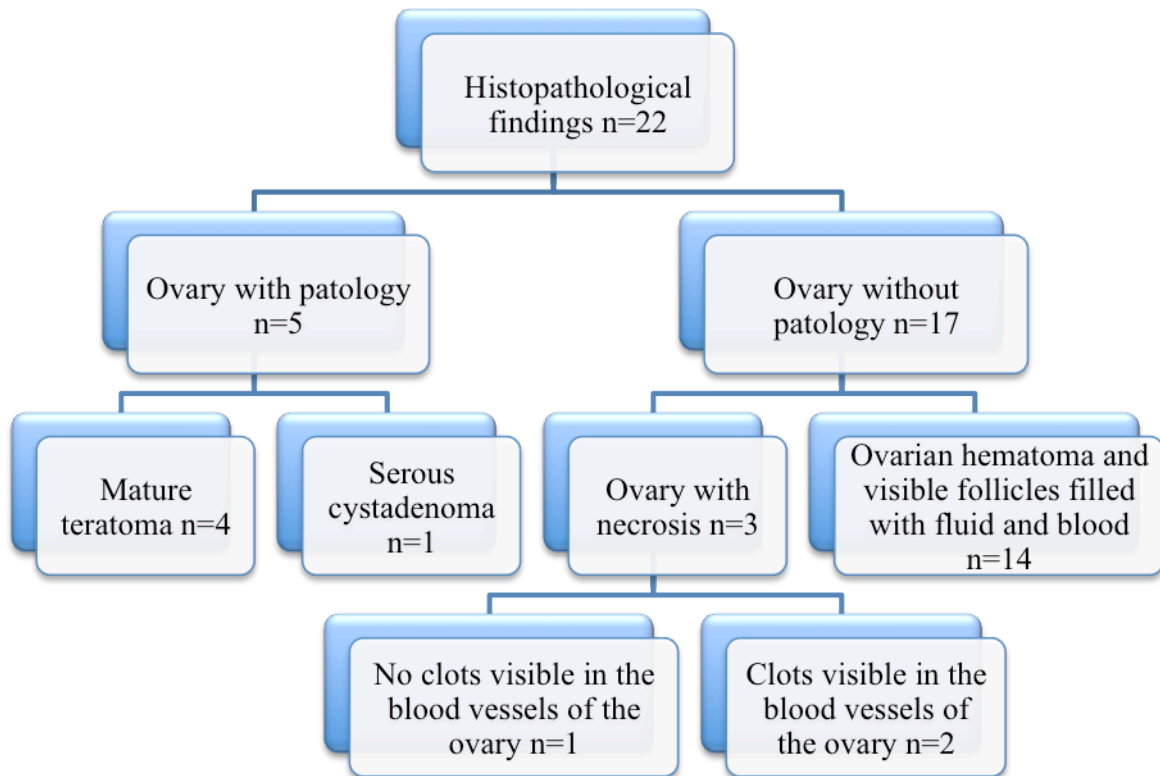 Histopathological
findings n=22
Ovary with patology
n=5
Ovary without
patology n=17
Mature
teratoma n=4
Serous
cystadenoma
n=1
Ovary with
necrosis n=3
Ovarian hematoma and
visible follicles filled
with fluid and blood
n=14
No clots visible in the
blood vessels of the
ovary n=1
Clots visible in the
blood vessels of
the ovary n=2